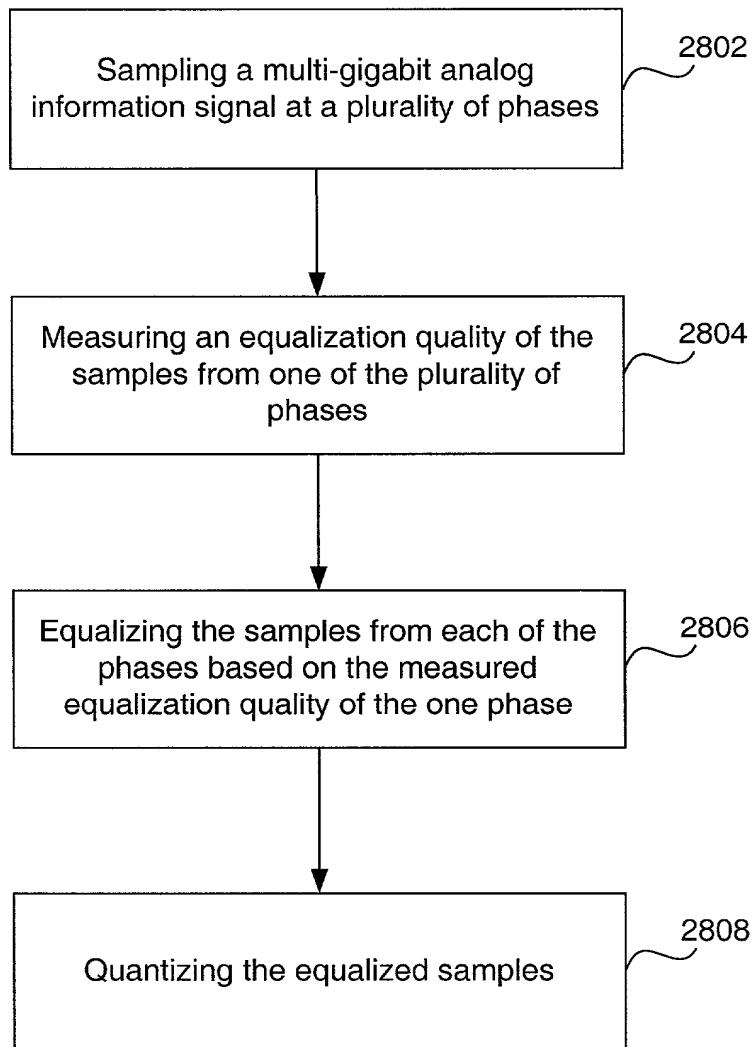 Sampling a multi-gigabit analog
information signal at a plurality of phases
2802
Measuring an equalization quality of the
samples from one of the plurality of
phases
2804
Equalizing the samples from each of the
phases based on the measured
equalization quality of the one phase
2806
Quantizing the equalized samples
2808